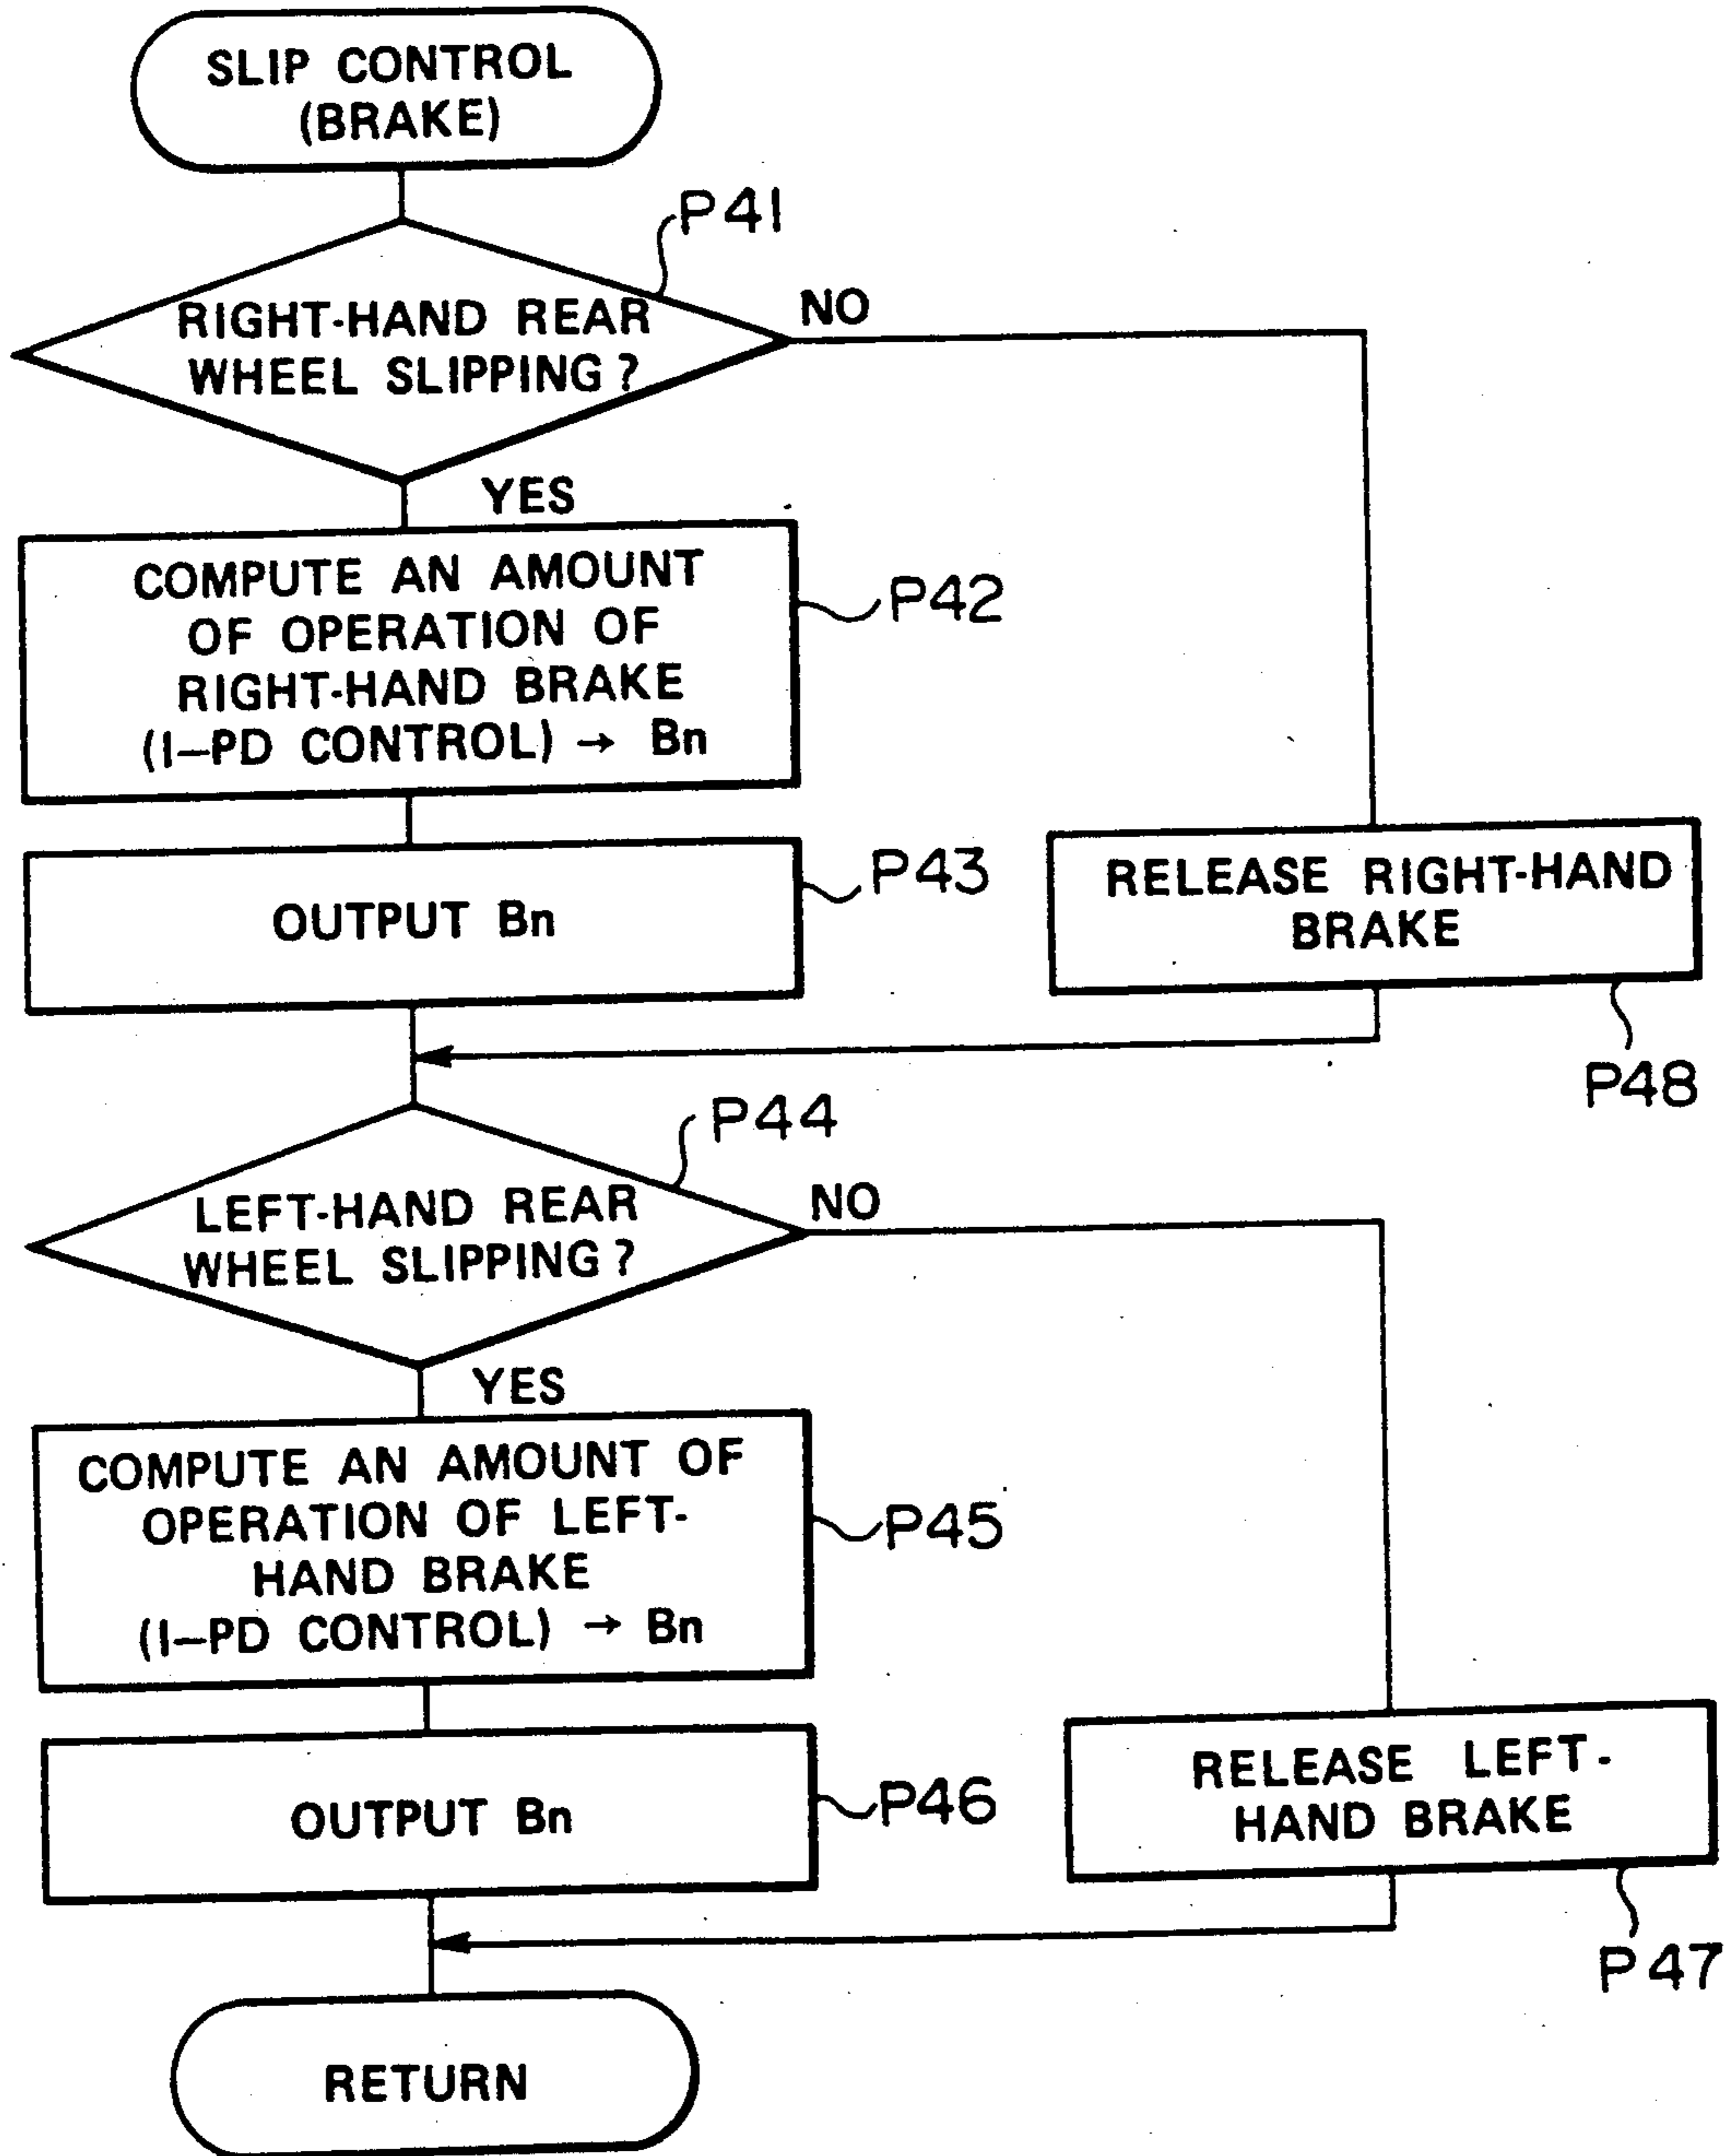 SLIP CONTROL
(BRAKE)
P41
RIGHT-HAND REAR
WHEEL SLIPPING?
NO
YES
COMPUTE AN AMOUNT
OF OPERATION OF
RIGHT-HAND BRAKE
(I-PD CONTROL) → Bn
P42
OUTPUT Bn
P43
RELEASE RIGHT-HAND
BRAKE
P48
P44
LEFT-HAND REAR
WHEEL SLIPPING?
NO
YES
COMPUTE AN AMOUNT OF
OPERATION OF LEFT-
HAND BRAKE
(I-PD CONTROL) → Bn
P45
OUTPUT Bn
P46
RELEASE LEFT-
HAND BRAKE
P47
RETURN